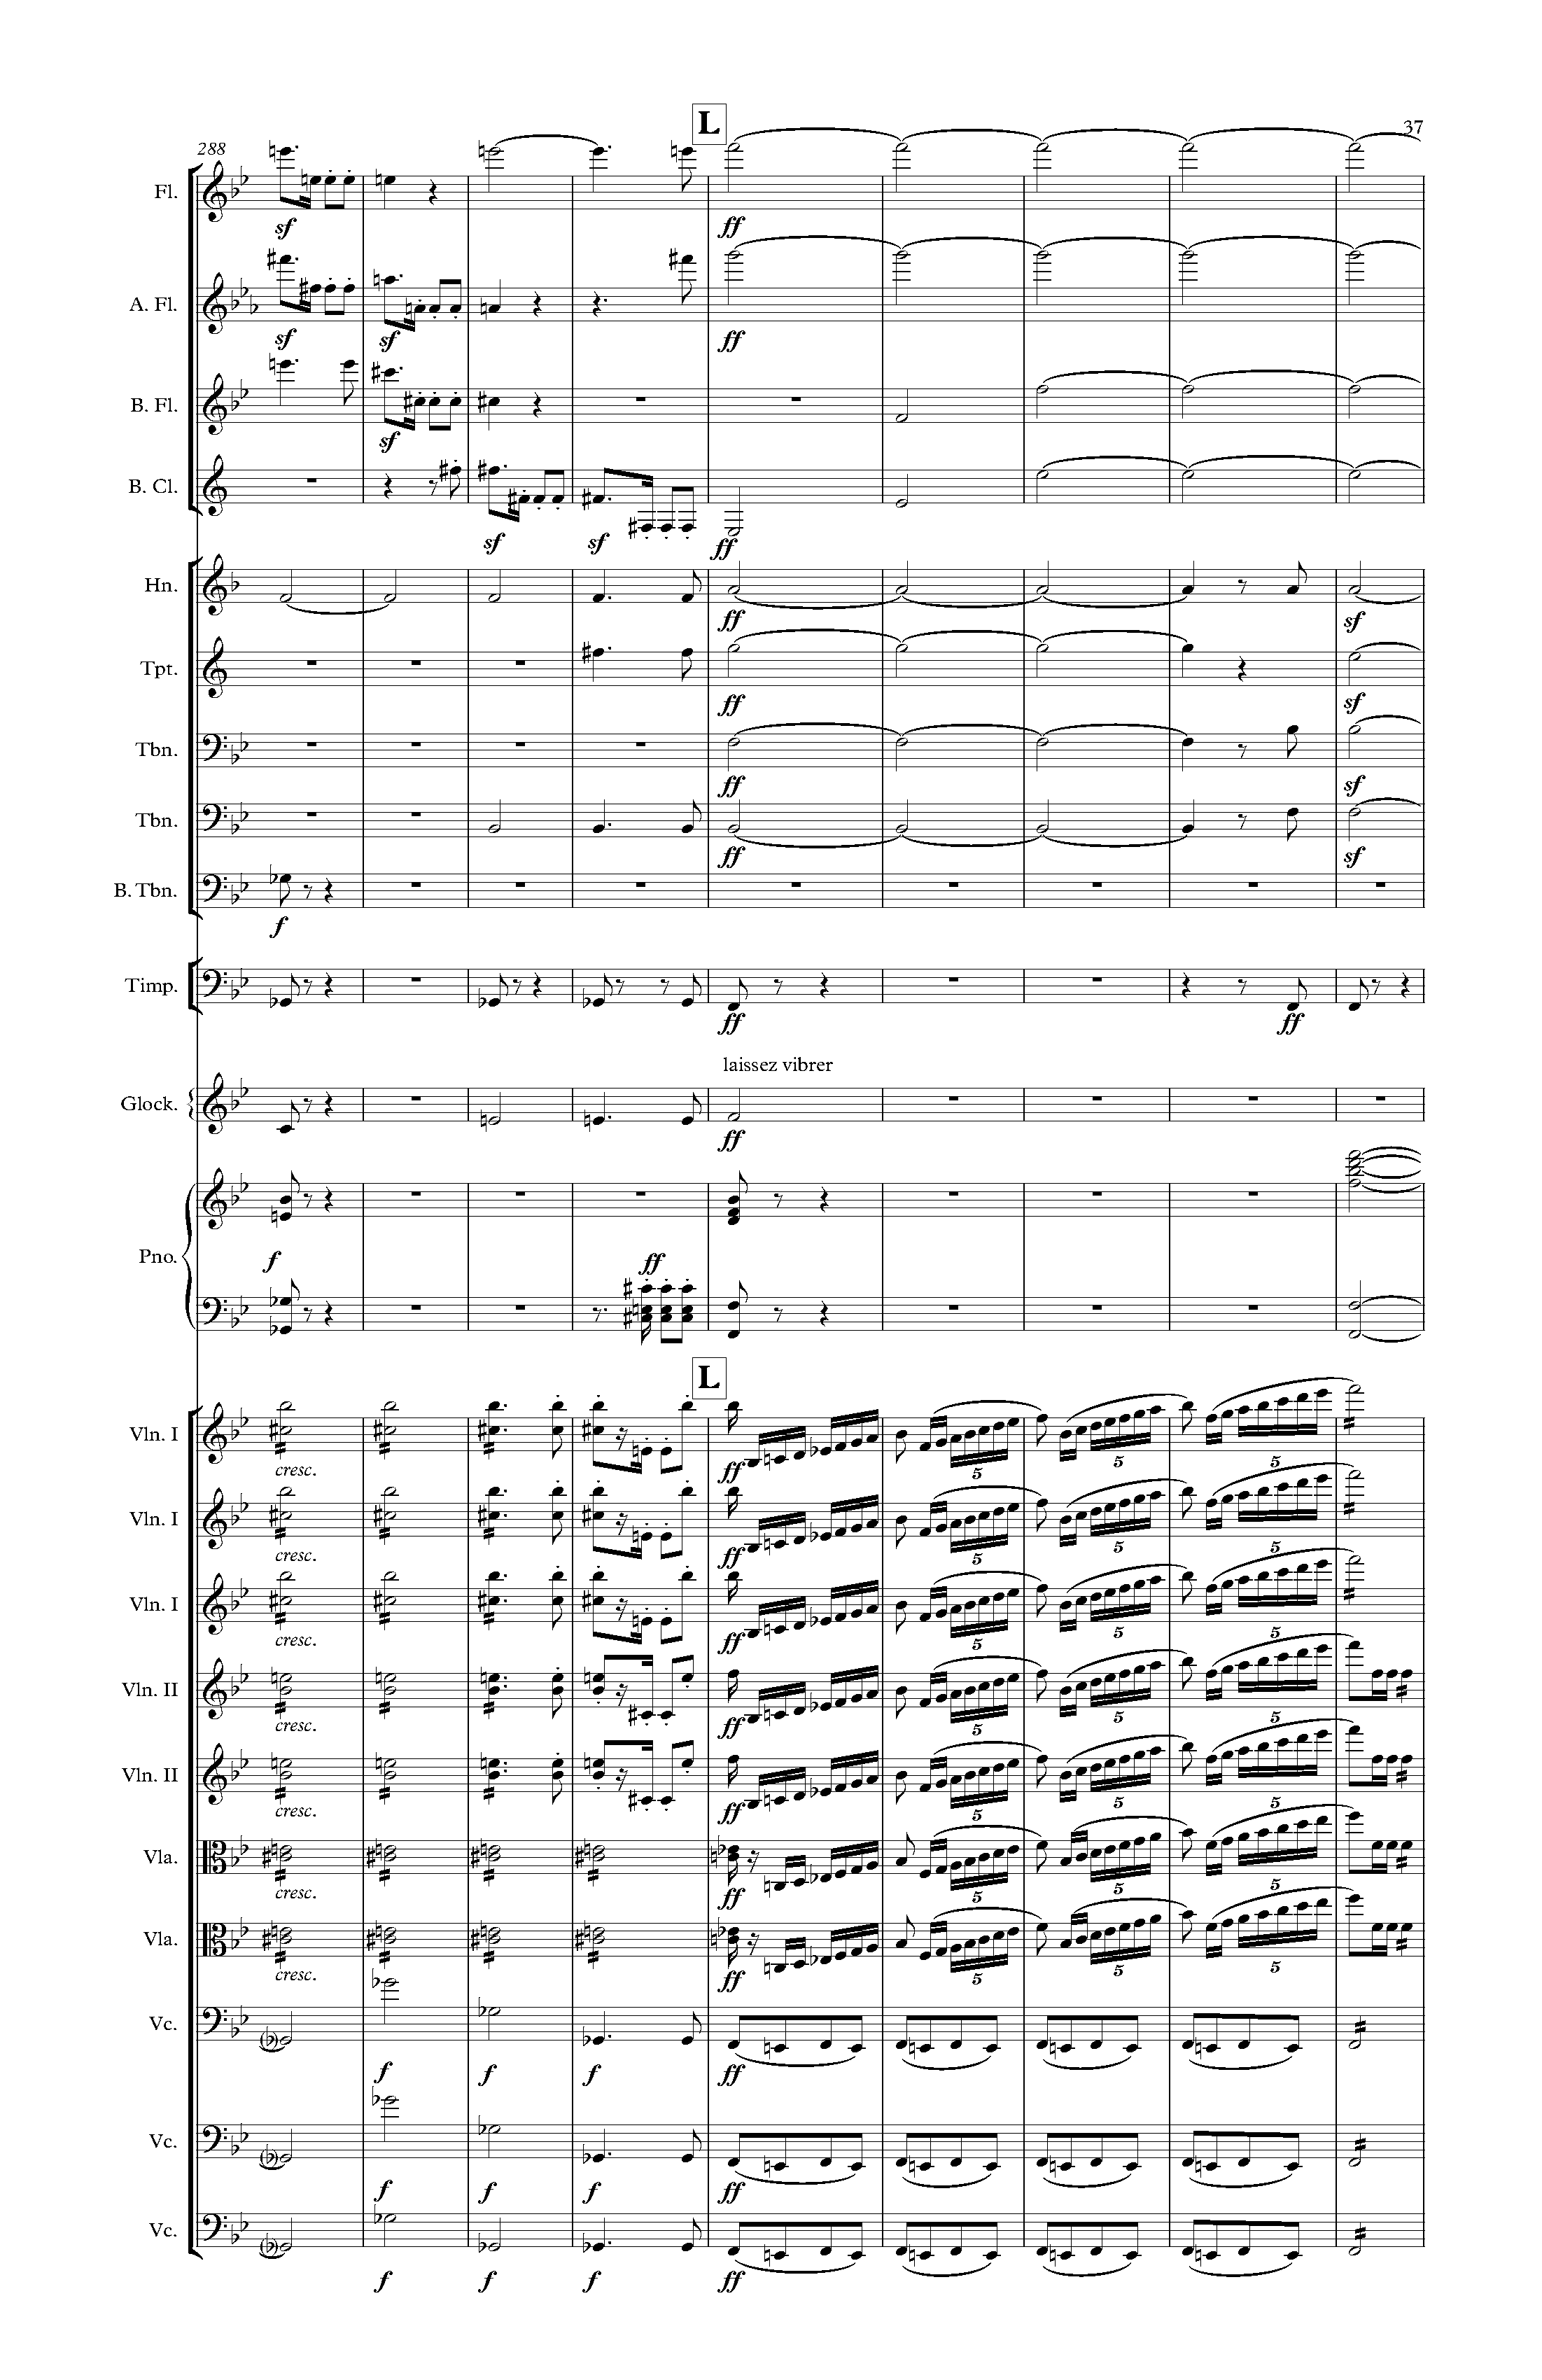 L
37
288
Fl.
sf
ff
A. Fl.
sf sf ff
B. Fl.
sf
B. Cl.
sf sf ff
Hn.
ff sf
Tpt.
ff sf
Tbn.
ff sf
Tbn.
ff sf
B. Tbn.
f
Timp.
ff ff
laissez vibrer
Glock.
ff
Pno.
f ff
L
Vln. I
cresc. ff 5 5 5
Vln. I
cresc. ff 5 5 5
Vln. I
cresc. ff 5 5 5
Vln. II
cresc. ff 5 5 5
Vln. II
cresc. ff 5 5 5
Vla.
cresc. ff 5 5 5
Vla.
cresc. ff 5 5 5
Vc.
f f f ff
Vc.
f f f ff
Vc.
f f f ff